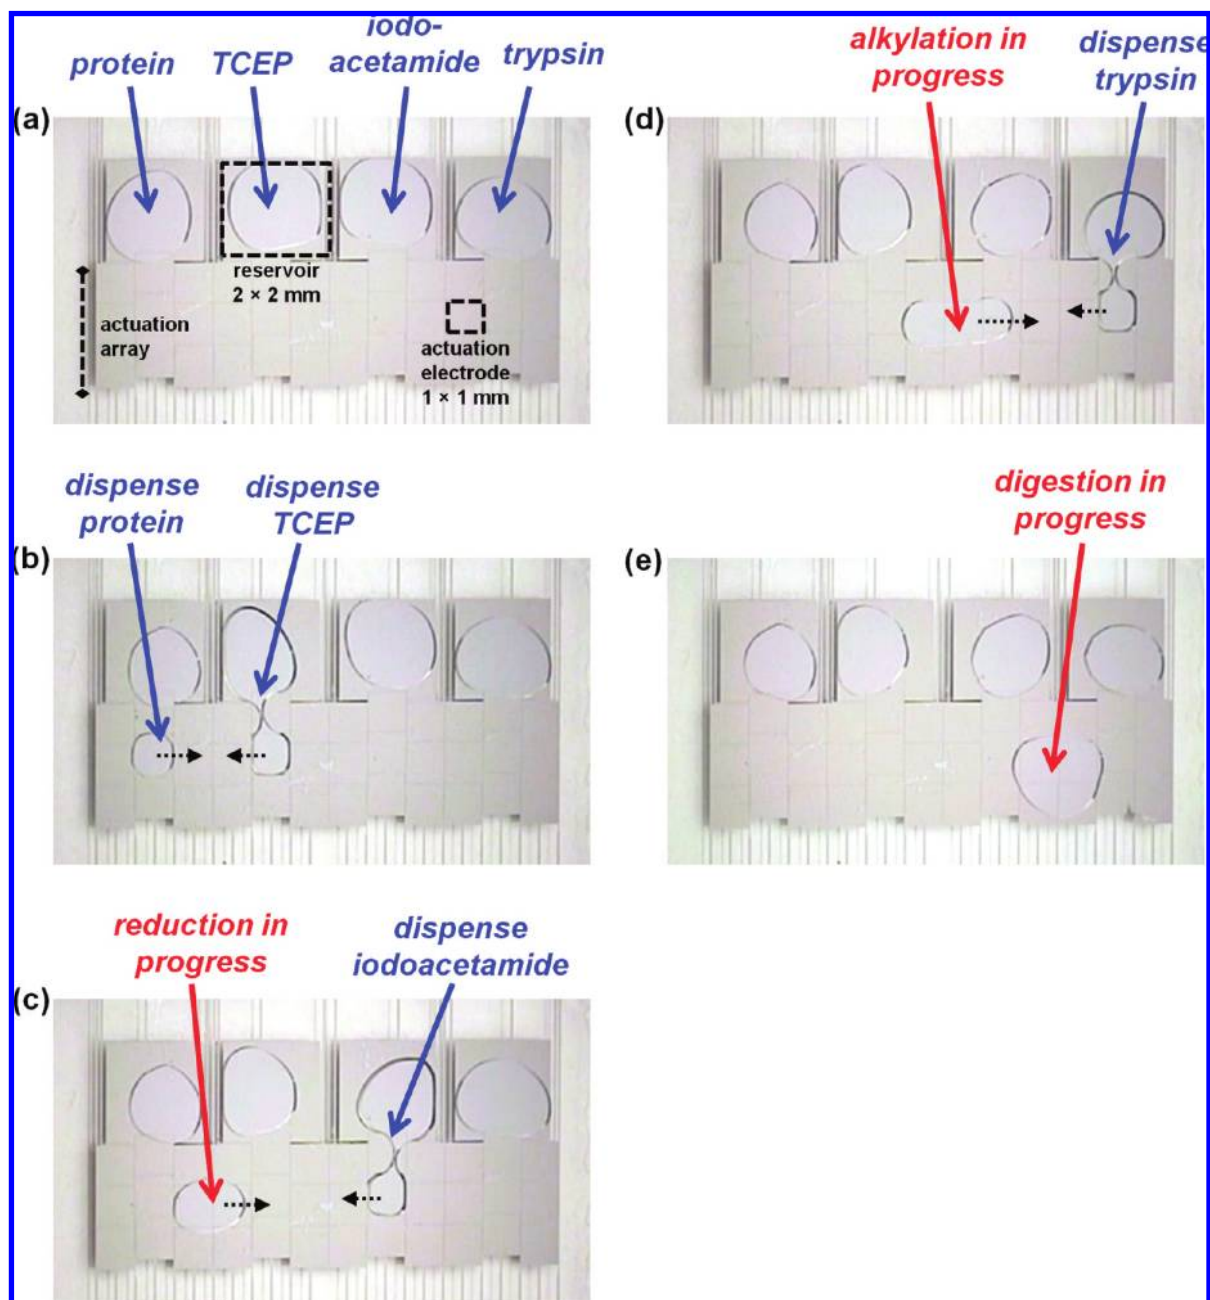 protein
TCEP
iodo-
acetamide
trypsin
(a)
reservoir
2 × 2 mm
actuation
array
actuation
electrode
1 × 1 mm
dispense
protein
dispense
TCEP
(b)
reduction in
progress
dispense
iodoacetamide
(c)
alkylation in
progress
dispense
trypsin
(d)
digestion in
progress
(e)